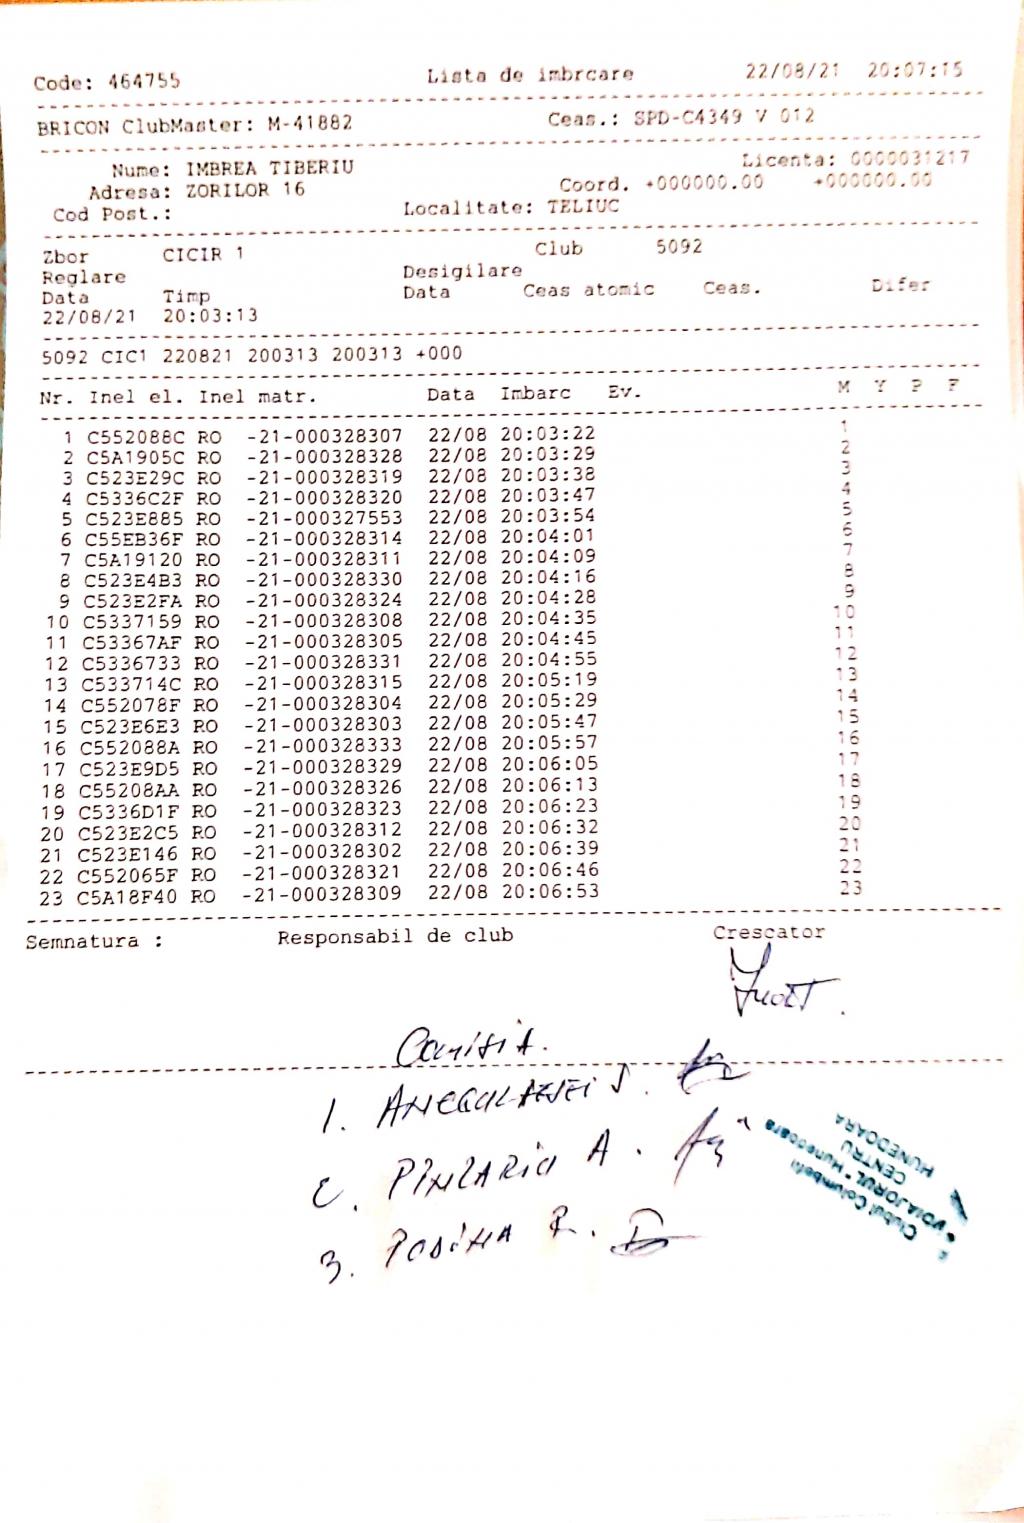 Code: 464755 Lista de imbrcare 22/08/21 20:07:15
BRICON ClubMaster: M-41882 Ceas.: SPD-C4349 V 012
Nume: IMBREA TIBERIU Licenta: 0000031217
Adresa: ZORILOR 16 Coord. +000000.00 +000000.00
Cod Post.: Localitate: TELIUC
Zbor CICIR 1 Club 5092
Reglare Desigilare
Data Timp Data Ceas atomic Ceas. Difer
22/08/21 20:03:13
5092 CIC1 220821 200313 200313 +000
Nr. Inel el. Inel matr. Data Imbarc Ev. M Y P F
1 C552088C RO -21-000328307 22/08 20:03:22 1
2 C5A1905C RO -21-000328328 22/08 20:03:29 2
3 C523E29C RO -21-000328319 22/08 20:03:38 3
4 C5336C2F RO -21-000328320 22/08 20:03:47 4
5 C523E885 RO -21-000327553 22/08 20:03:54 5
6 C55EB36F RO -21-000328314 22/08 20:04:01 6
7 C5A19120 RO -21-000328311 22/08 20:04:09 7
8 C523E4B3 RO -21-000328330 22/08 20:04:16 8
9 C523E2FA RO -21-000328324 22/08 20:04:28 9
10 C5337159 RO -21-000328308 22/08 20:04:35 10
11 C53367AF RO -21-000328305 22/08 20:04:45 11
12 C5336733 RO -21-000328331 22/08 20:04:55 12
13 C533714C RO -21-000328315 22/08 20:05:19 13
14 C552078F RO -21-000328304 22/08 20:05:29 14
15 C523E6E3 RO -21-000328303 22/08 20:05:47 15
16 C552088A RO -21-000328333 22/08 20:05:57 16
17 C523E9D5 RO -21-000328329 22/08 20:06:05 17
18 C55208AA RO -21-000328326 22/08 20:06:13 18
19 C5336D1F RO -21-000328323 22/08 20:06:23 19
20 C523E2C5 RO -21-000328312 22/08 20:06:32 20
21 C523E146 RO -21-000328302 22/08 20:06:39 21
22 C552065F RO -21-000328321 22/08 20:06:46 22
23 C5A18F40 RO -21-000328309 22/08 20:06:53 23
Semnatura : Responsabil de club Crescator
Comisia.
1.
2. A.
3. R.
Clubul Columbofil
"VOIAJORUL" Hunedoara
CENTRU
HUNEDOARA